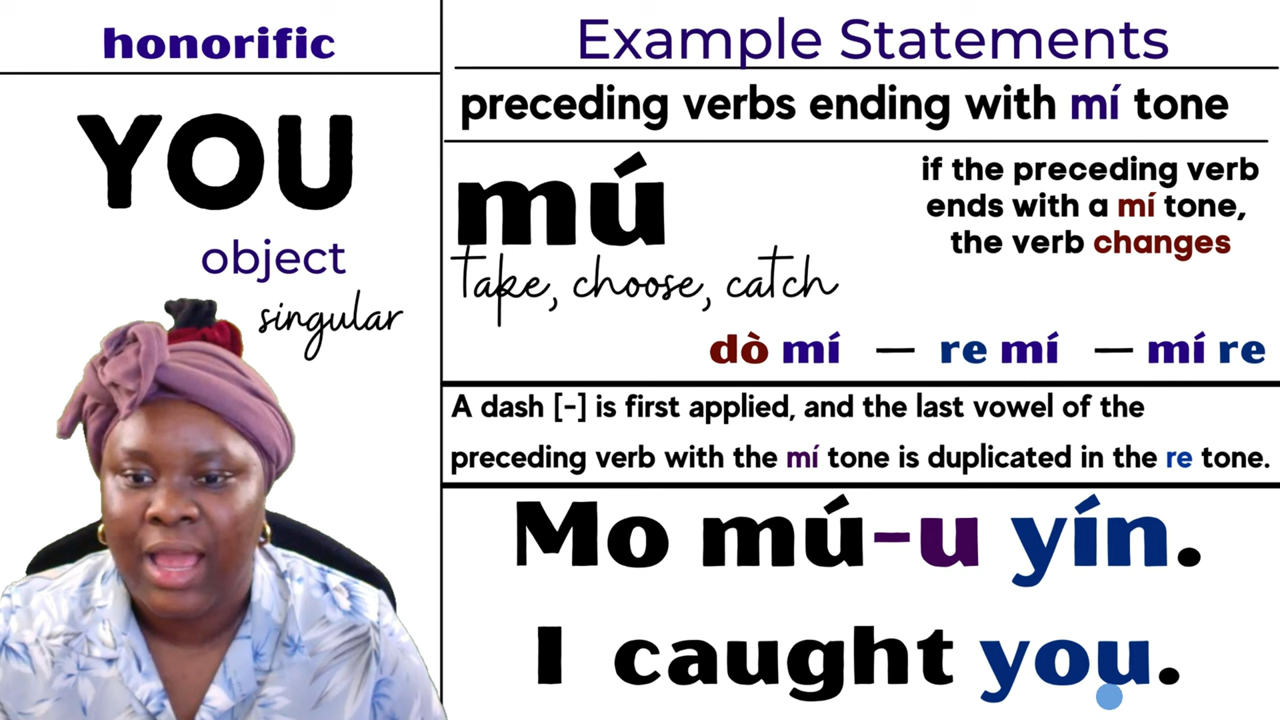 honorific
YOU
object
singular
Example Statements
preceding verbs ending with mí tone
mú
take, choose, catch
if the preceding verb
ends with a mí tone,
the verb changes
dò mí — re mí — mí re
A dash [-] is first applied, and the last vowel of the
preceding verb with the mí tone is duplicated in the re tone.
Mo mú-u yín.
I caught you.